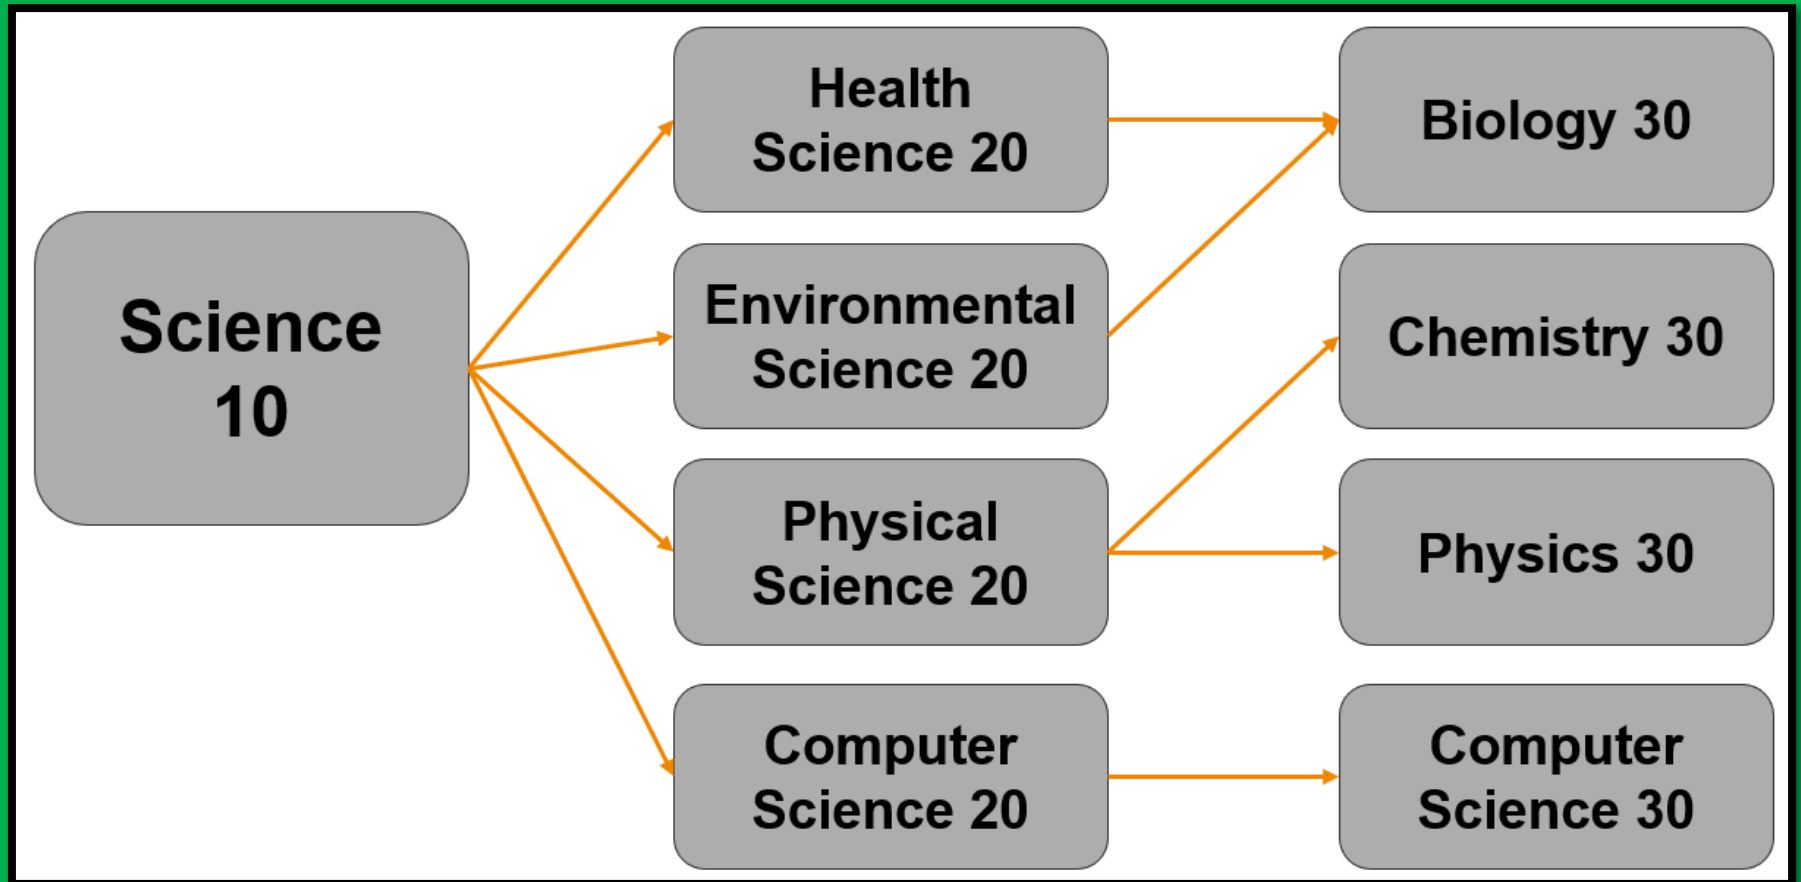 Science
10
Health
Science 20
Environmental
Science 20
Physical
Science 20
Computer
Science 20
Biology 30
Chemistry 30
Physics 30
Computer
Science 30